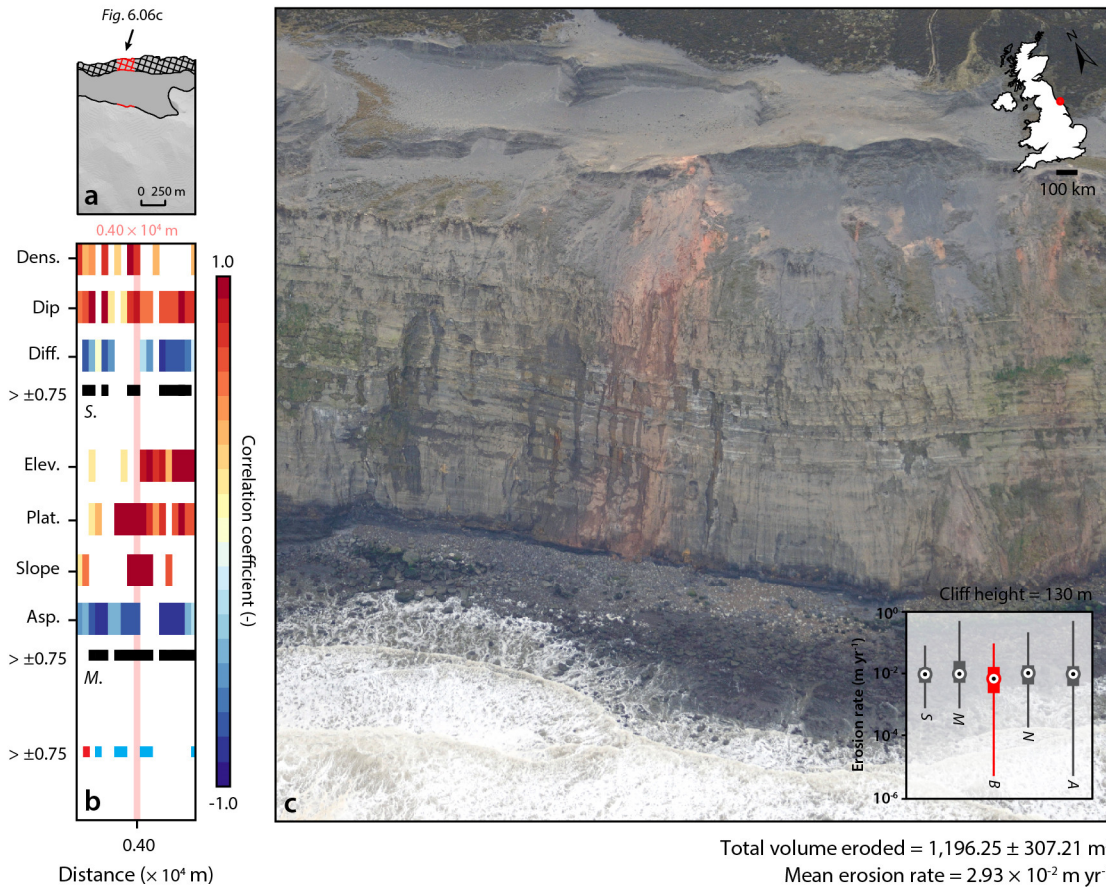 Fig. 6.06c
a
0 250 m
0.40 × 10⁴ m
Dens.
Dip
Diff.
> ±0.75
S.
Elev.
Plat.
Slope
Asp.
> ±0.75
M.
> ±0.75
b
0.40
Distance (× 10⁴ m)
1.0
Correlation coefficient (-)
-1.0
N
100 km
c
Cliff height = 130 m
Erosion rate (m yr⁻¹)
10⁰
10⁻²
10⁻⁴
10⁻⁶
S
M
B
N
A
Total volume eroded = 1,196.25 ± 307.21 m
Mean erosion rate = 2.93 × 10⁻² m yr⁻